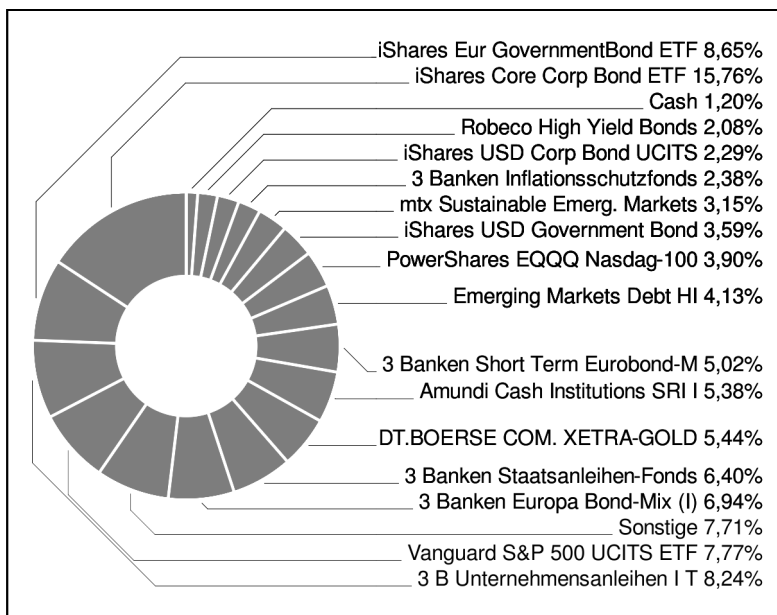 iShares Eur GovernmentBond ETF 8,65%
iShares Core Corp Bond ETF 15,76%
Cash 1,20%
Robeco High Yield Bonds 2,08%
iShares USD Corp Bond UCITS 2,29%
3 Banken Inflationsschutzfonds 2,38%
mtx Sustainable Emerg. Markets 3,15%
iShares USD Government Bond 3,59%
PowerShares EQQQ Nasdag-100 3,90%
Emerging Markets Debt HI 4,13%
3 Banken Short Term Eurobond-M 5,02%
Amundi Cash Institutions SRI I 5,38%
DT.BOERSE COM. XETRA-GOLD 5,44%
3 Banken Staatsanleihen-Fonds 6,40%
3 Banken Europa Bond-Mix (I) 6,94%
Sonstige 7,71%
Vanguard S&P 500 UCITS ETF 7,77%
3 B Unternehmensanleihen I T 8,24%